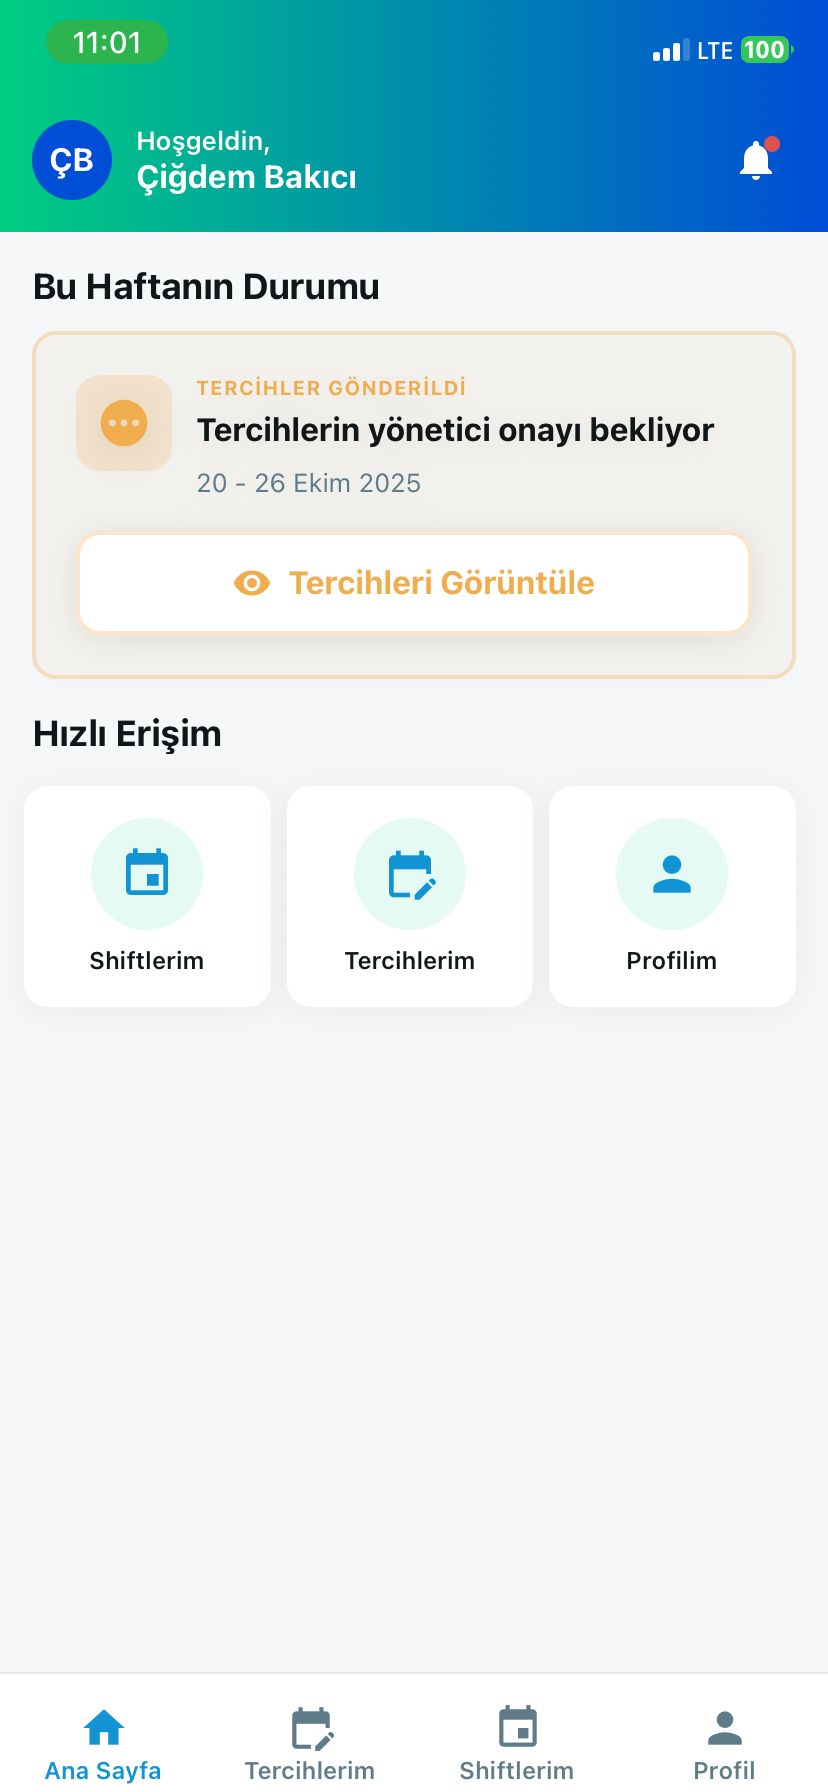 11:01
LTE 100
ÇB
Hoşgeldin,
Çiğdem Bakıcı
Bu Haftanın Durumu
TERCİHLER GÖNDERİLDİ
Tercihlerin yönetici onayı bekliyor
20 - 26 Ekim 2025
Tercihleri Görüntüle
Hızlı Erişim
Shiftlerim
Tercihlerim
Profilim
Ana Sayfa
Tercihlerim
Shiftlerim
Profil